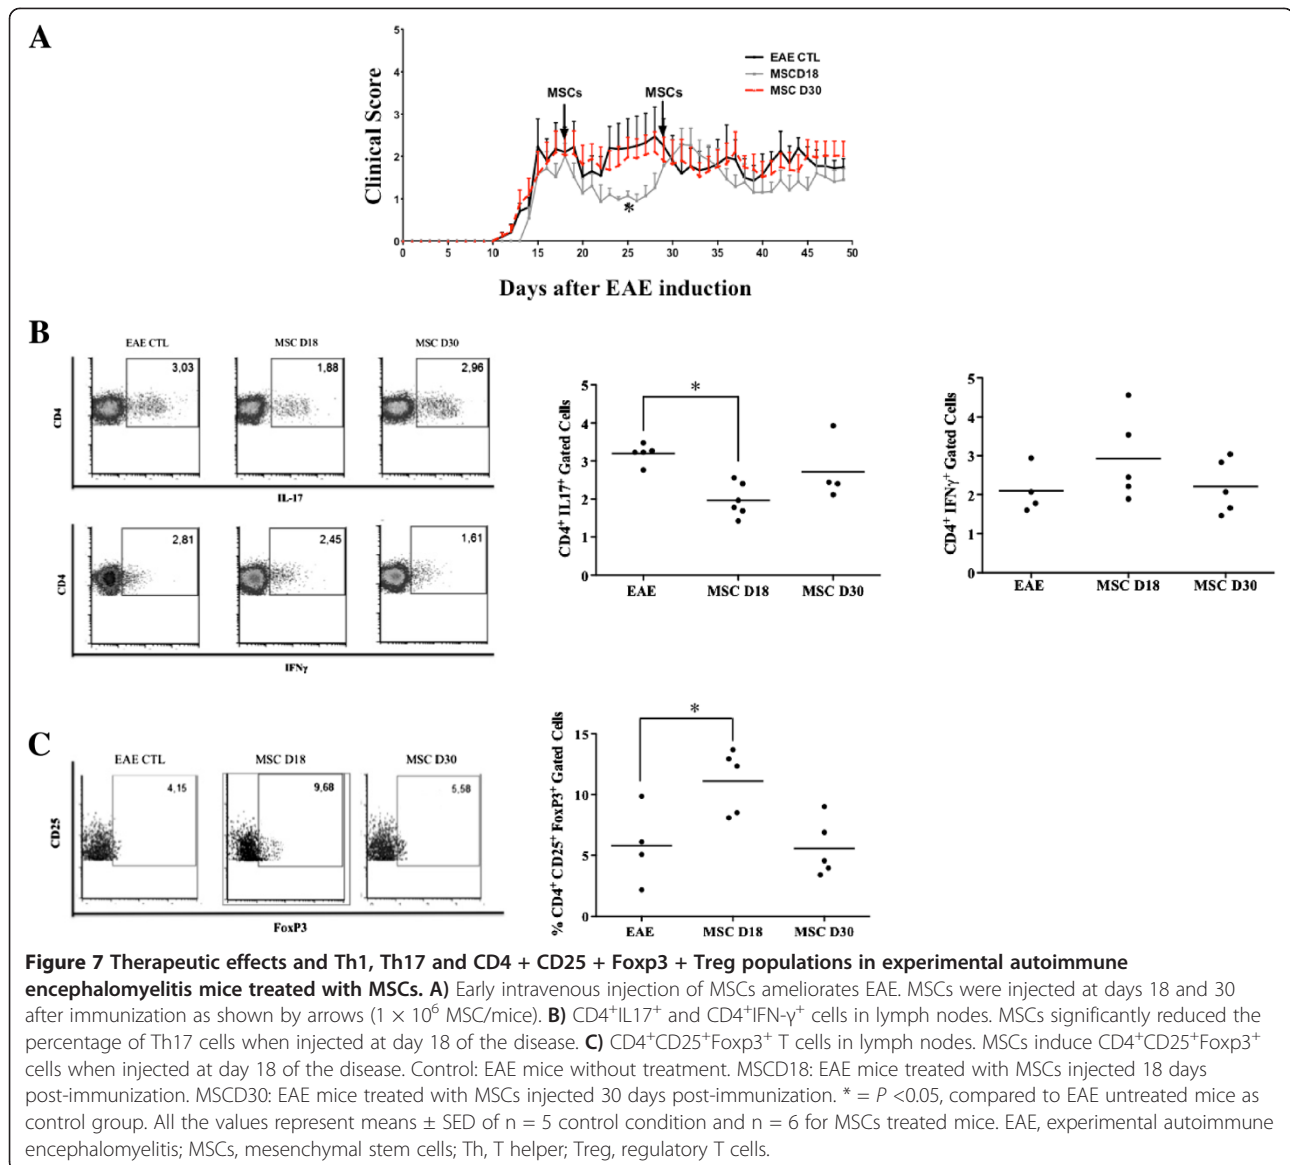 A
5
4
3
2
1
0
Clinical Score
MSCs
MSCs
EAE CTL
MSCD18
MSC D30
0 5 10 15 20 25 30 35 40 45 50
*
Days after EAE induction
B
EAE CTL MSC D18 MSC D30
3,03 1,88 2,96
CD4
IL-17
2,81 2,45 1,61
CD4
IFNγ
CD4+ IL17+ Gated Cells
5
4
3
2
1
0
*
EAE MSC D18 MSC D30
CD4+ IFNγ+ Gated Cells
5
4
3
2
1
0
EAE MSC D18 MSC D30
C
EAE CTL MSC D18 MSC D30
4,15 9,68 5,58
CD25
FoxP3
% CD4+ CD25+ FoxP3+ Gated Cells
15
10
5
0
*
EAE MSC D18 MSC D30
Figure 7 Therapeutic effects and Th1, Th17 and CD4 + CD25 + Foxp3 + Treg populations in experimental autoimmune
encephalomyelitis mice treated with MSCs. A) Early intravenous injection of MSCs ameliorates EAE. MSCs were injected at days 18 and 30
after immunization as shown by arrows (1 × 10⁶ MSC/mice). B) CD4⁺IL17⁺ and CD4⁺IFN-γ⁺ cells in lymph nodes. MSCs significantly reduced the
percentage of Th17 cells when injected at day 18 of the disease. C) CD4⁺CD25⁺Foxp3⁺ T cells in lymph nodes. MSCs induce CD4⁺CD25⁺Foxp3⁺
cells when injected at day 18 of the disease. Control: EAE mice without treatment. MSCD18: EAE mice treated with MSCs injected 18 days
post-immunization. MSCD30: EAE mice treated with MSCs injected 30 days post-immunization. * = P <0.05, compared to EAE untreated mice as
control group. All the values represent means ± SED of n = 5 control condition and n = 6 for MSCs treated mice. EAE, experimental autoimmune
encephalomyelitis; MSCs, mesenchymal stem cells; Th, T helper; Treg, regulatory T cells.